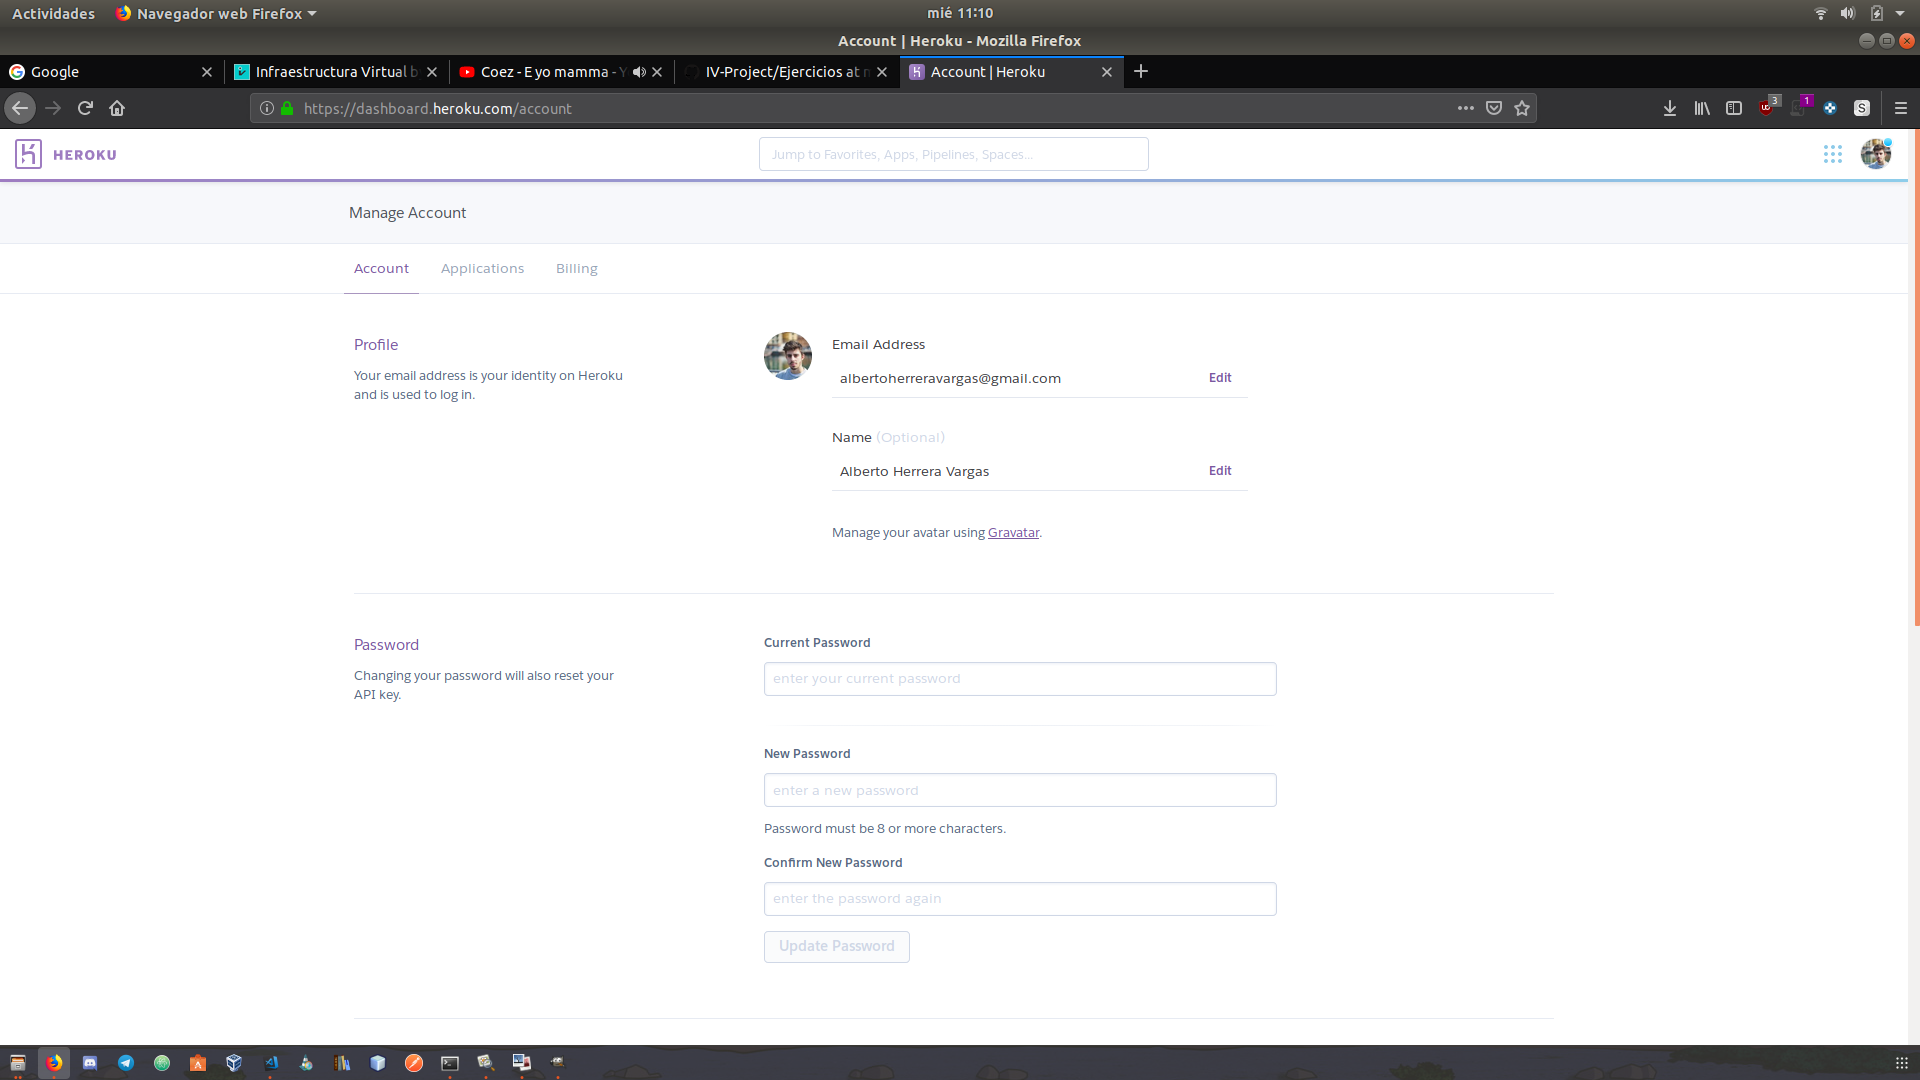 Actividades Navegador web Firefox mié 11:10
Account | Heroku - Mozilla Firefox
Google Infraestructura Virtual b Coez - E yo mamma - Y IV-Project/Ejercicios at m Account | Heroku
https://dashboard.heroku.com/account 3 1 S
HEROKU Jump to Favorites, Apps, Pipelines, Spaces...
Manage Account
Account Applications Billing
Profile
Your email address is your identity on Heroku
and is used to log in.
Email Address
albertoherreravargas@gmail.com Edit
Name (Optional)
Alberto Herrera Vargas Edit
Manage your avatar using Gravatar.
Password
Changing your password will also reset your
API key.
Current Password
enter your current password
New Password
enter a new password
Password must be 8 or more characters.
Confirm New Password
enter the password again
Update Password